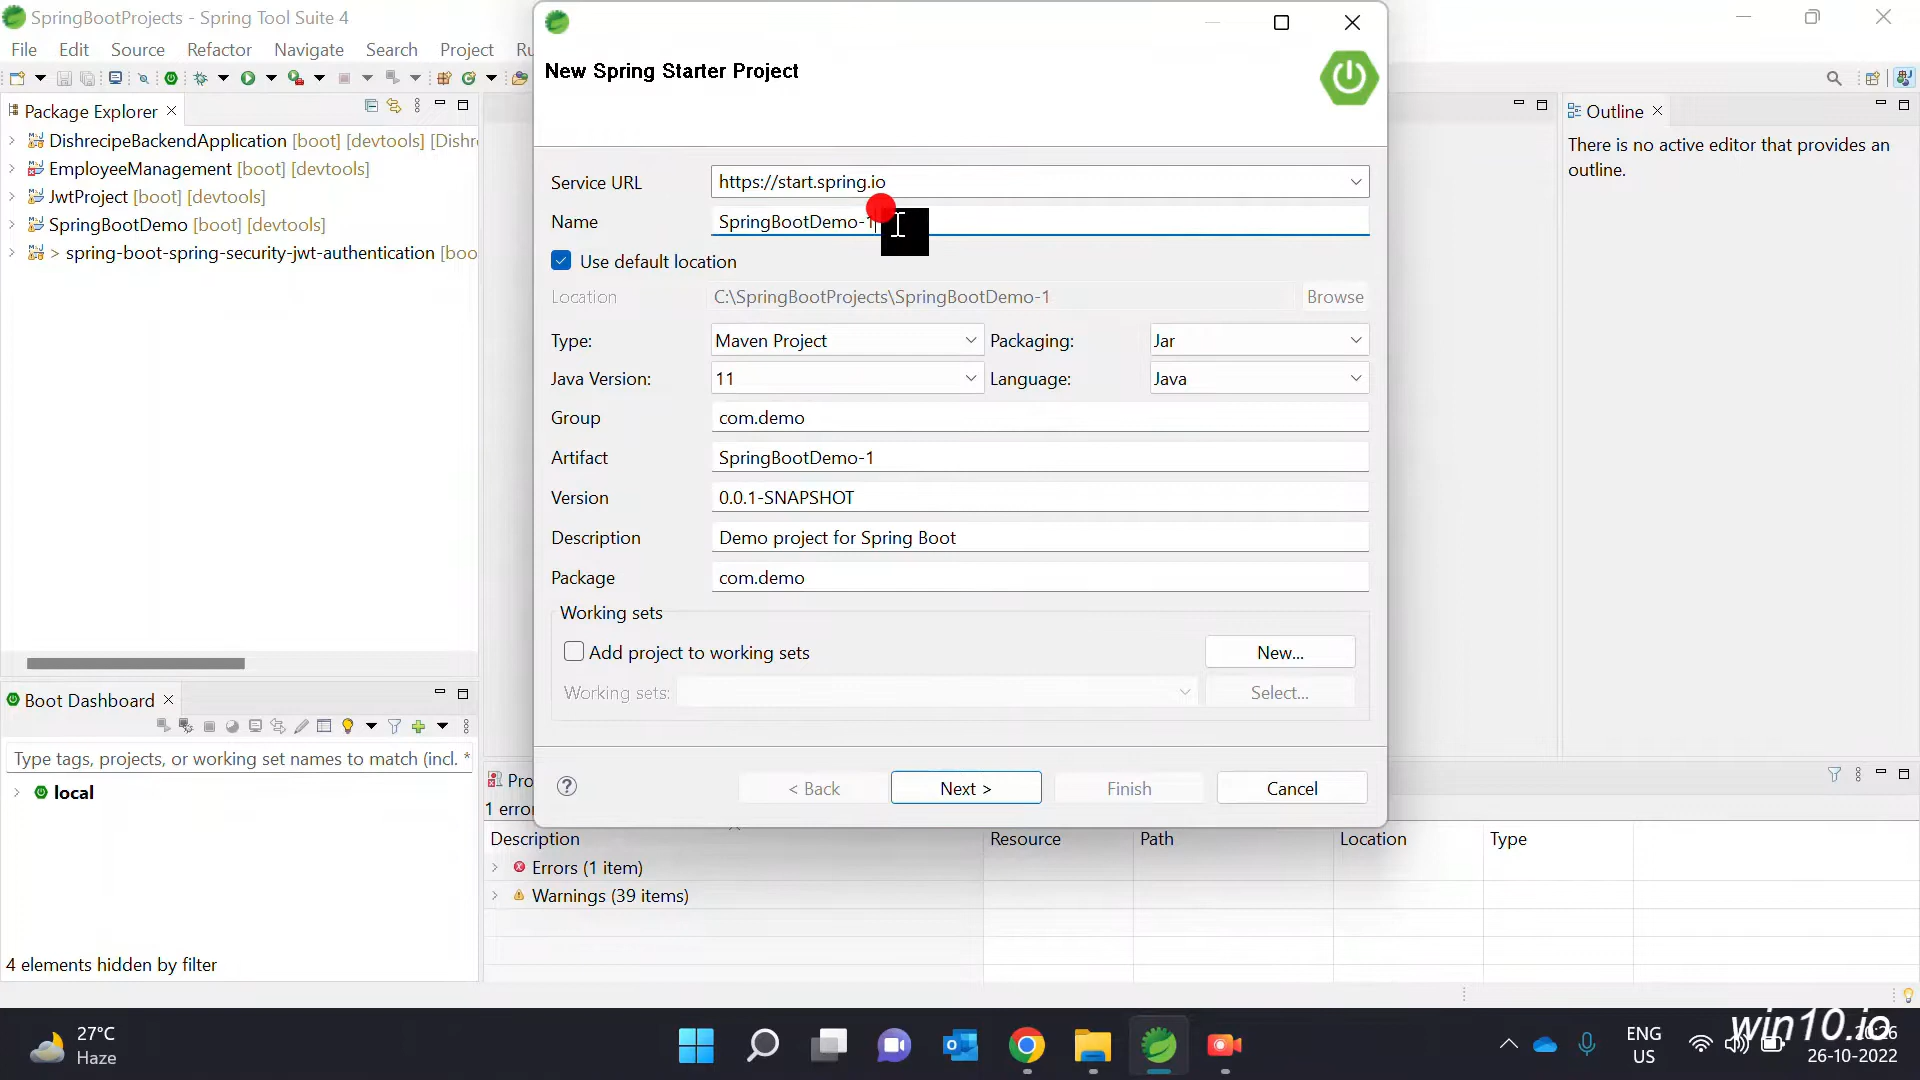 SpringBootProjects - Spring Tool Suite 4
File Edit Source Refactor Navigate Search Project Ru
Package Explorer
DishrecipeBackendApplication [boot] [devtools] [Dishr
EmployeeManagement [boot] [devtools]
JwtProject [boot] [devtools]
SpringBootDemo [boot] [devtools]
> spring-boot-spring-security-jwt-authentication [boo
New Spring Starter Project
Service URL https://start.spring.io
Name SpringBootDemo-1
Use default location
Location C:\SpringBootProjects\SpringBootDemo-1 Browse
Type: Maven Project Packaging: Jar
Java Version: 11 Language: Java
Group com.demo
Artifact SpringBootDemo-1
Version 0.0.1-SNAPSHOT
Description Demo project for Spring Boot
Package com.demo
Working sets
Add project to working sets New...
Working sets: Select...
< Back Next > Finish Cancel
Outline
There is no active editor that provides an
outline.
Boot Dashboard
Type tags, projects, or working set names to match (incl. *
local
4 elements hidden by filter
Pro
1 erro
Description Resource Path Location Type
Errors (1 item)
Warnings (39 items)
27°C
Haze
ENG
US
win10.io
26-10-2022